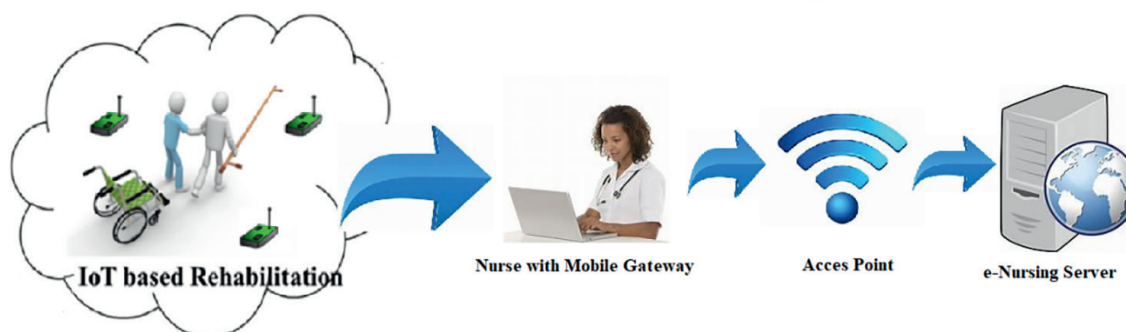 IoT based Rehabilitation
Nurse with Mobile Gateway
Acces Point
e-Nursing Server